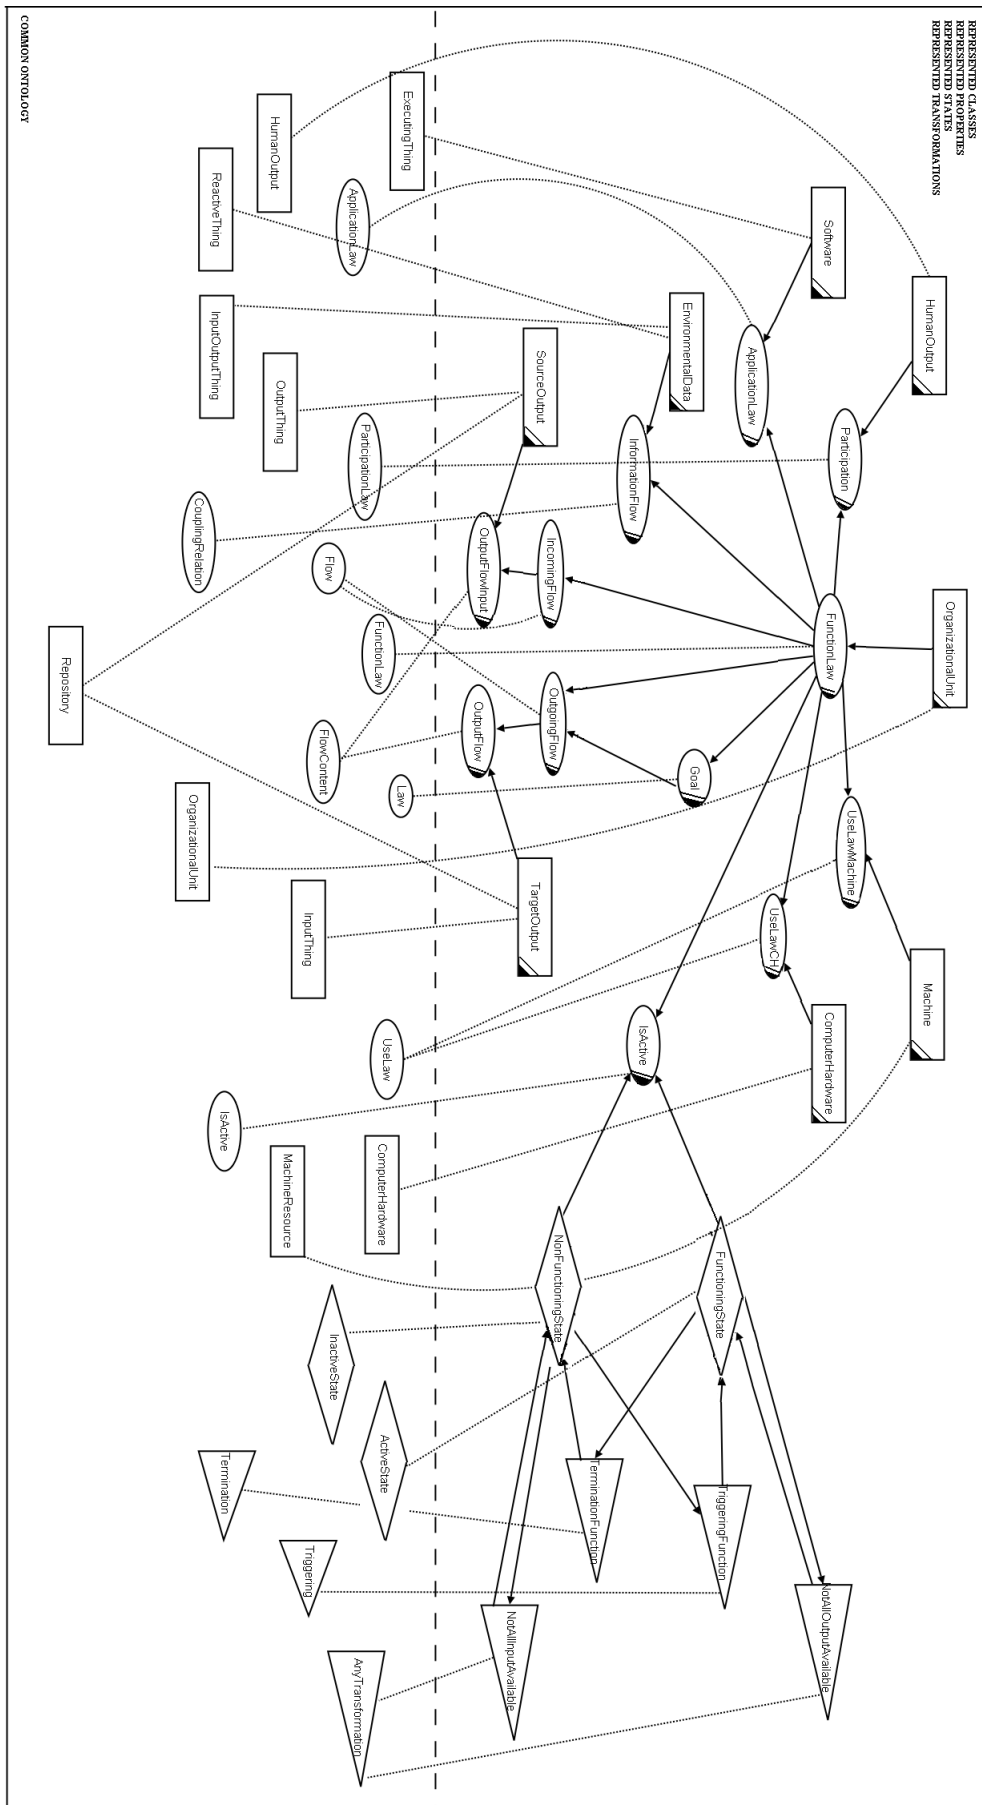 REPRESENTED CLASSES
REPRESENTED PROPERTIES
REPRESENTED STATES
REPRESENTED TRANSFORMATIONS
HumanOutput
OrganizationalUnit
Machine
Software
Participation
FunctionLaw
UseLawMachine
ComputerHardware
NotAllOutputAvailable
ApplicationLaw
UseLawCH
EnvironmentalData
Goal
FunctioningState
TriggeringFunction
InformationFlow
IsActive
SourceOutput
IncomingFlow
OutgoingFlow
NonFunctioningState
TerminationFunction
OutputFlowInput
OutputFlow
TargetOutput
NotAllInputAvailable
ExecutingThing
ApplicationLaw
ParticipationLaw
FunctionLaw
Law
UseLaw
ComputerHardware
ActiveState
AnyTransformation
HumanOutput
OutputThing
Flow
FlowContent
InputThing
MachineResource
InactiveState
Triggering
ReactiveThing
InputOutputThing
CouplingRelation
OrganizationalUnit
IsActive
Termination
Repository
COMMON ONTOLOGY